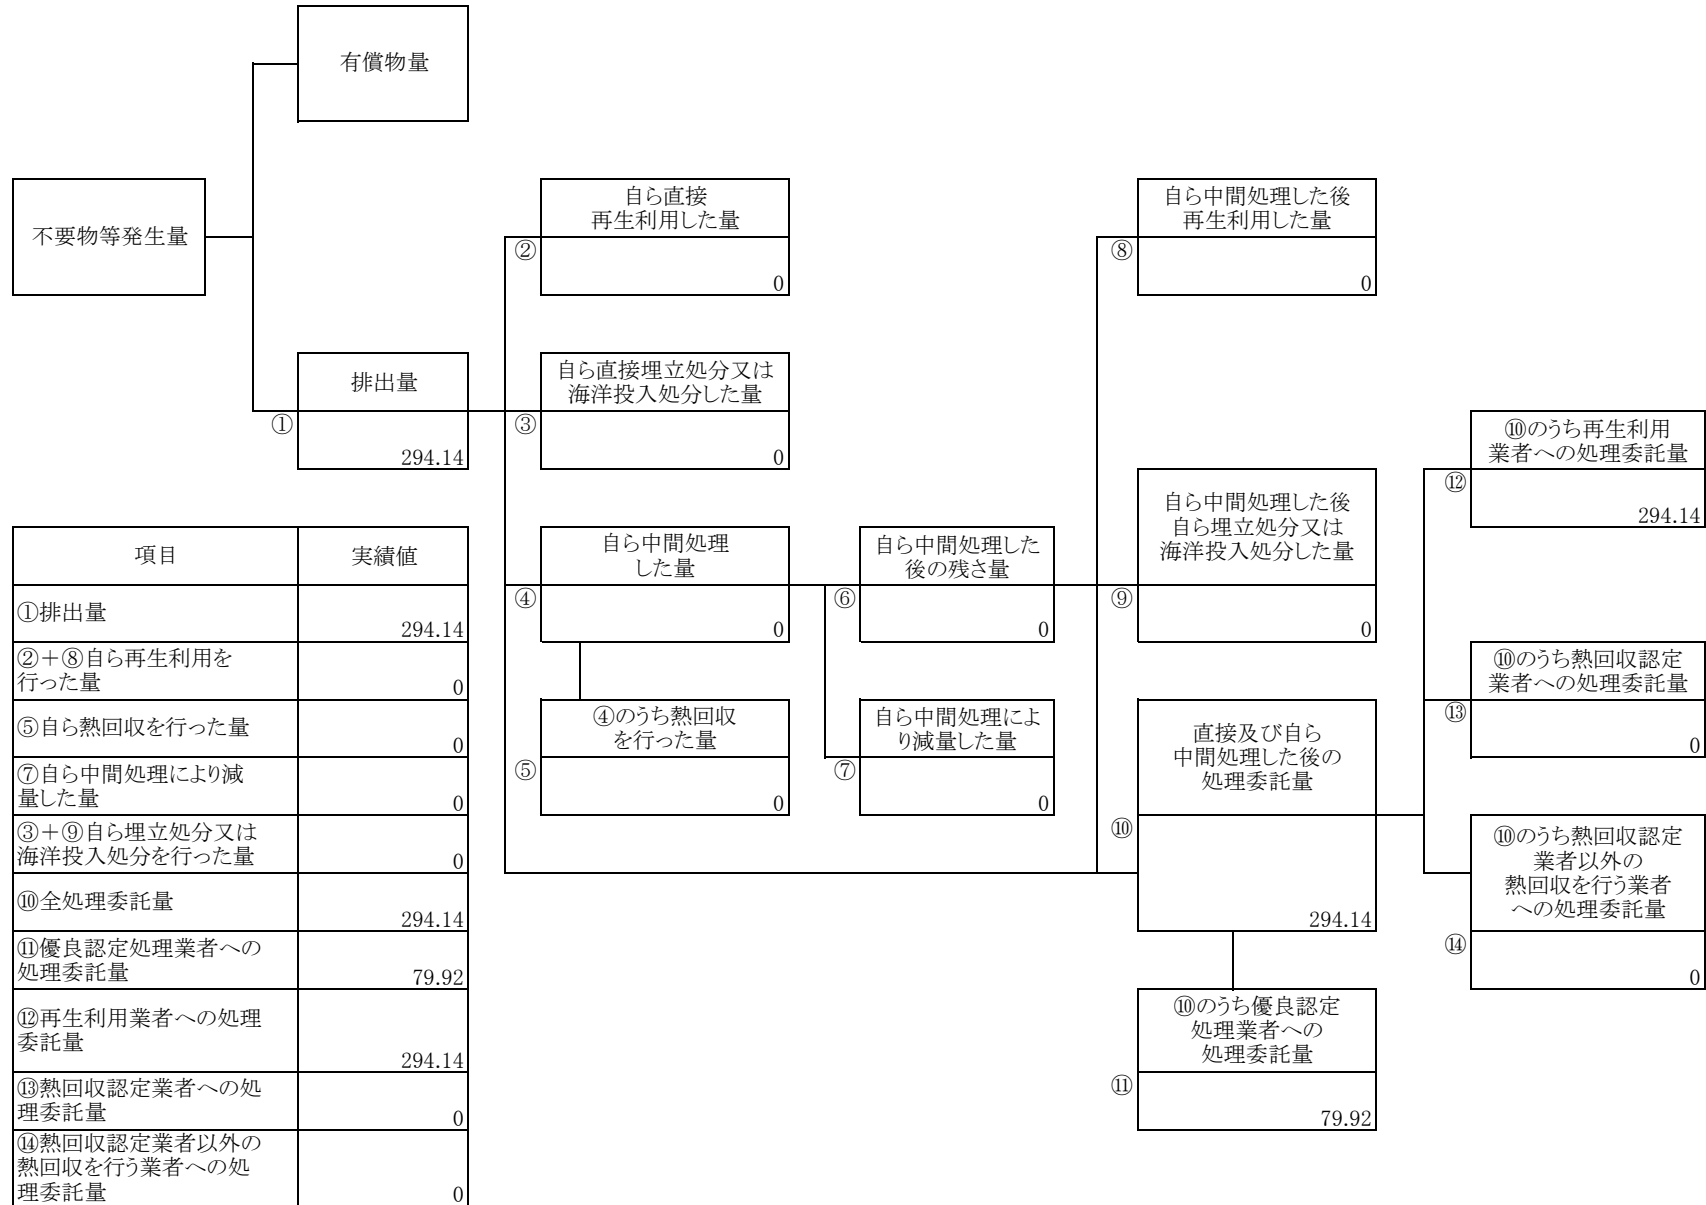 有償物量
不要物等発生量
自ら直接
再生利用した量
②
0
自ら中間処理した後
再生利用した量
⑧
0
排出量
①
294.14
自ら直接埋立処分又は
海洋投入処分した量
③
0
⑩のうち再生利用
業者への処理委託量
⑫
294.14
自ら中間処理した後
自ら埋立処分又は
海洋投入処分した量
⑨
0
自ら中間処理
した量
④
0
自ら中間処理した
後の残さ量
⑥
0
⑩のうち熱回収認定
業者への処理委託量
⑬
0
④のうち熱回収
を行った量
⑤
0
自ら中間処理によ
り減量した量
⑦
0
直接及び自ら
中間処理した後の
処理委託量
⑩
294.14
⑩のうち熱回収認定
業者以外の
熱回収を行う業者
への処理委託量
⑭
0
⑩のうち優良認定
処理業者への
処理委託量
⑪
79.92
項目 実績値
①排出量
294.14
②+⑧自ら再生利用を
行った量
0
⑤自ら熱回収を行った量
0
⑦自ら中間処理により減
量した量
0
③+⑨自ら埋立処分又は
海洋投入処分を行った量
0
⑩全処理委託量
294.14
⑪優良認定処理業者への
処理委託量
79.92
⑫再生利用業者への処理
委託量
294.14
⑬熱回収認定業者への処
理委託量
0
⑭熱回収認定業者以外の
熱回収を行う業者への処
理委託量
0